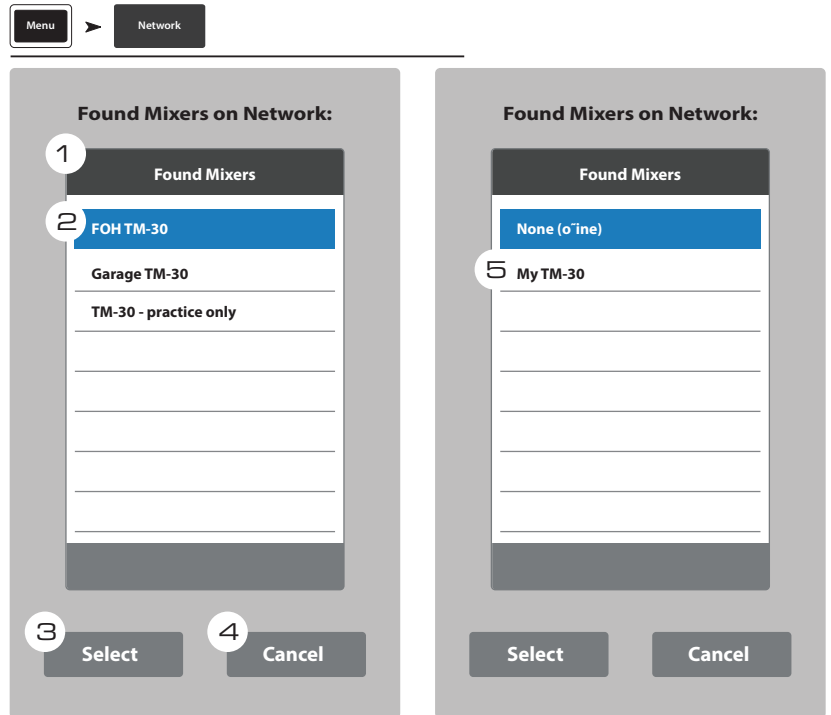 Menu
Network
Found Mixers on Network:
1
Found Mixers
2
FOH TM-30
Garage TM-30
TM-30 - practice only
3
Select
4
Cancel
Found Mixers on Network:
Found Mixers
None (o˜ine)
5
My TM-30
Select
Cancel